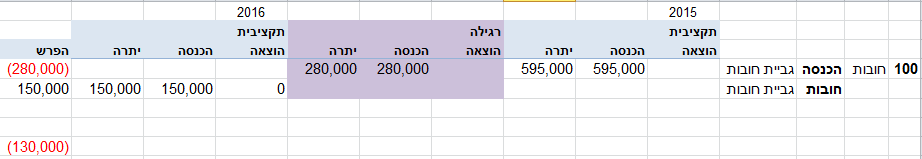 2015 2016
תקציבית רגילה תקציבית
הוצאה הכנסה יתרה הוצאה הכנסה יתרה הוצאה הכנסה יתרה הפרש
100 חובות הכנסה גביית חובות 595,000 595,000 280,000 280,000 (280,000)
חובות גביית חובות 0 150,000 150,000 150,000
(130,000)